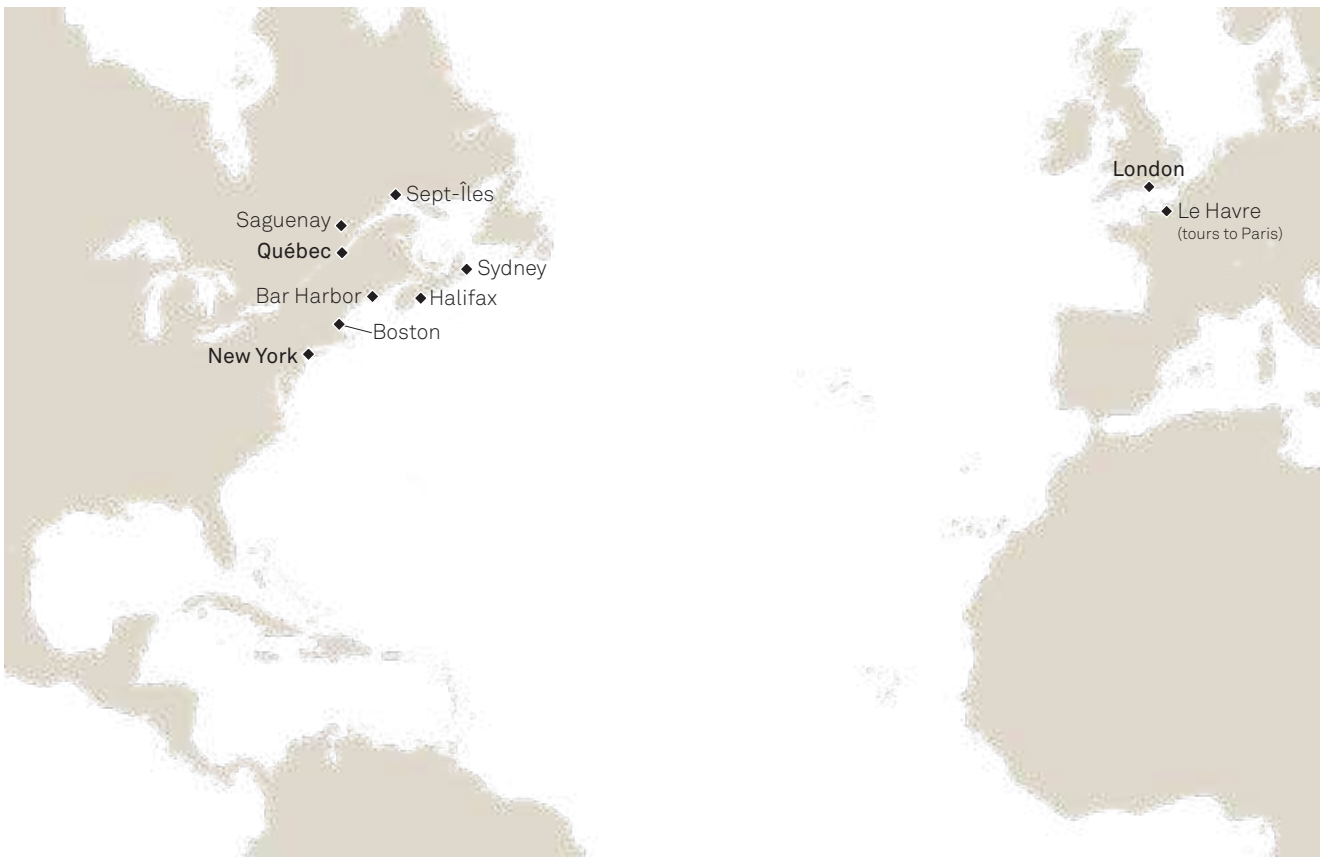 London
Sept-Îles
Le Havre
(tours to Paris)
Saguenay
Québec
Sydney
Bar Harbor
Halifax
Boston
New York